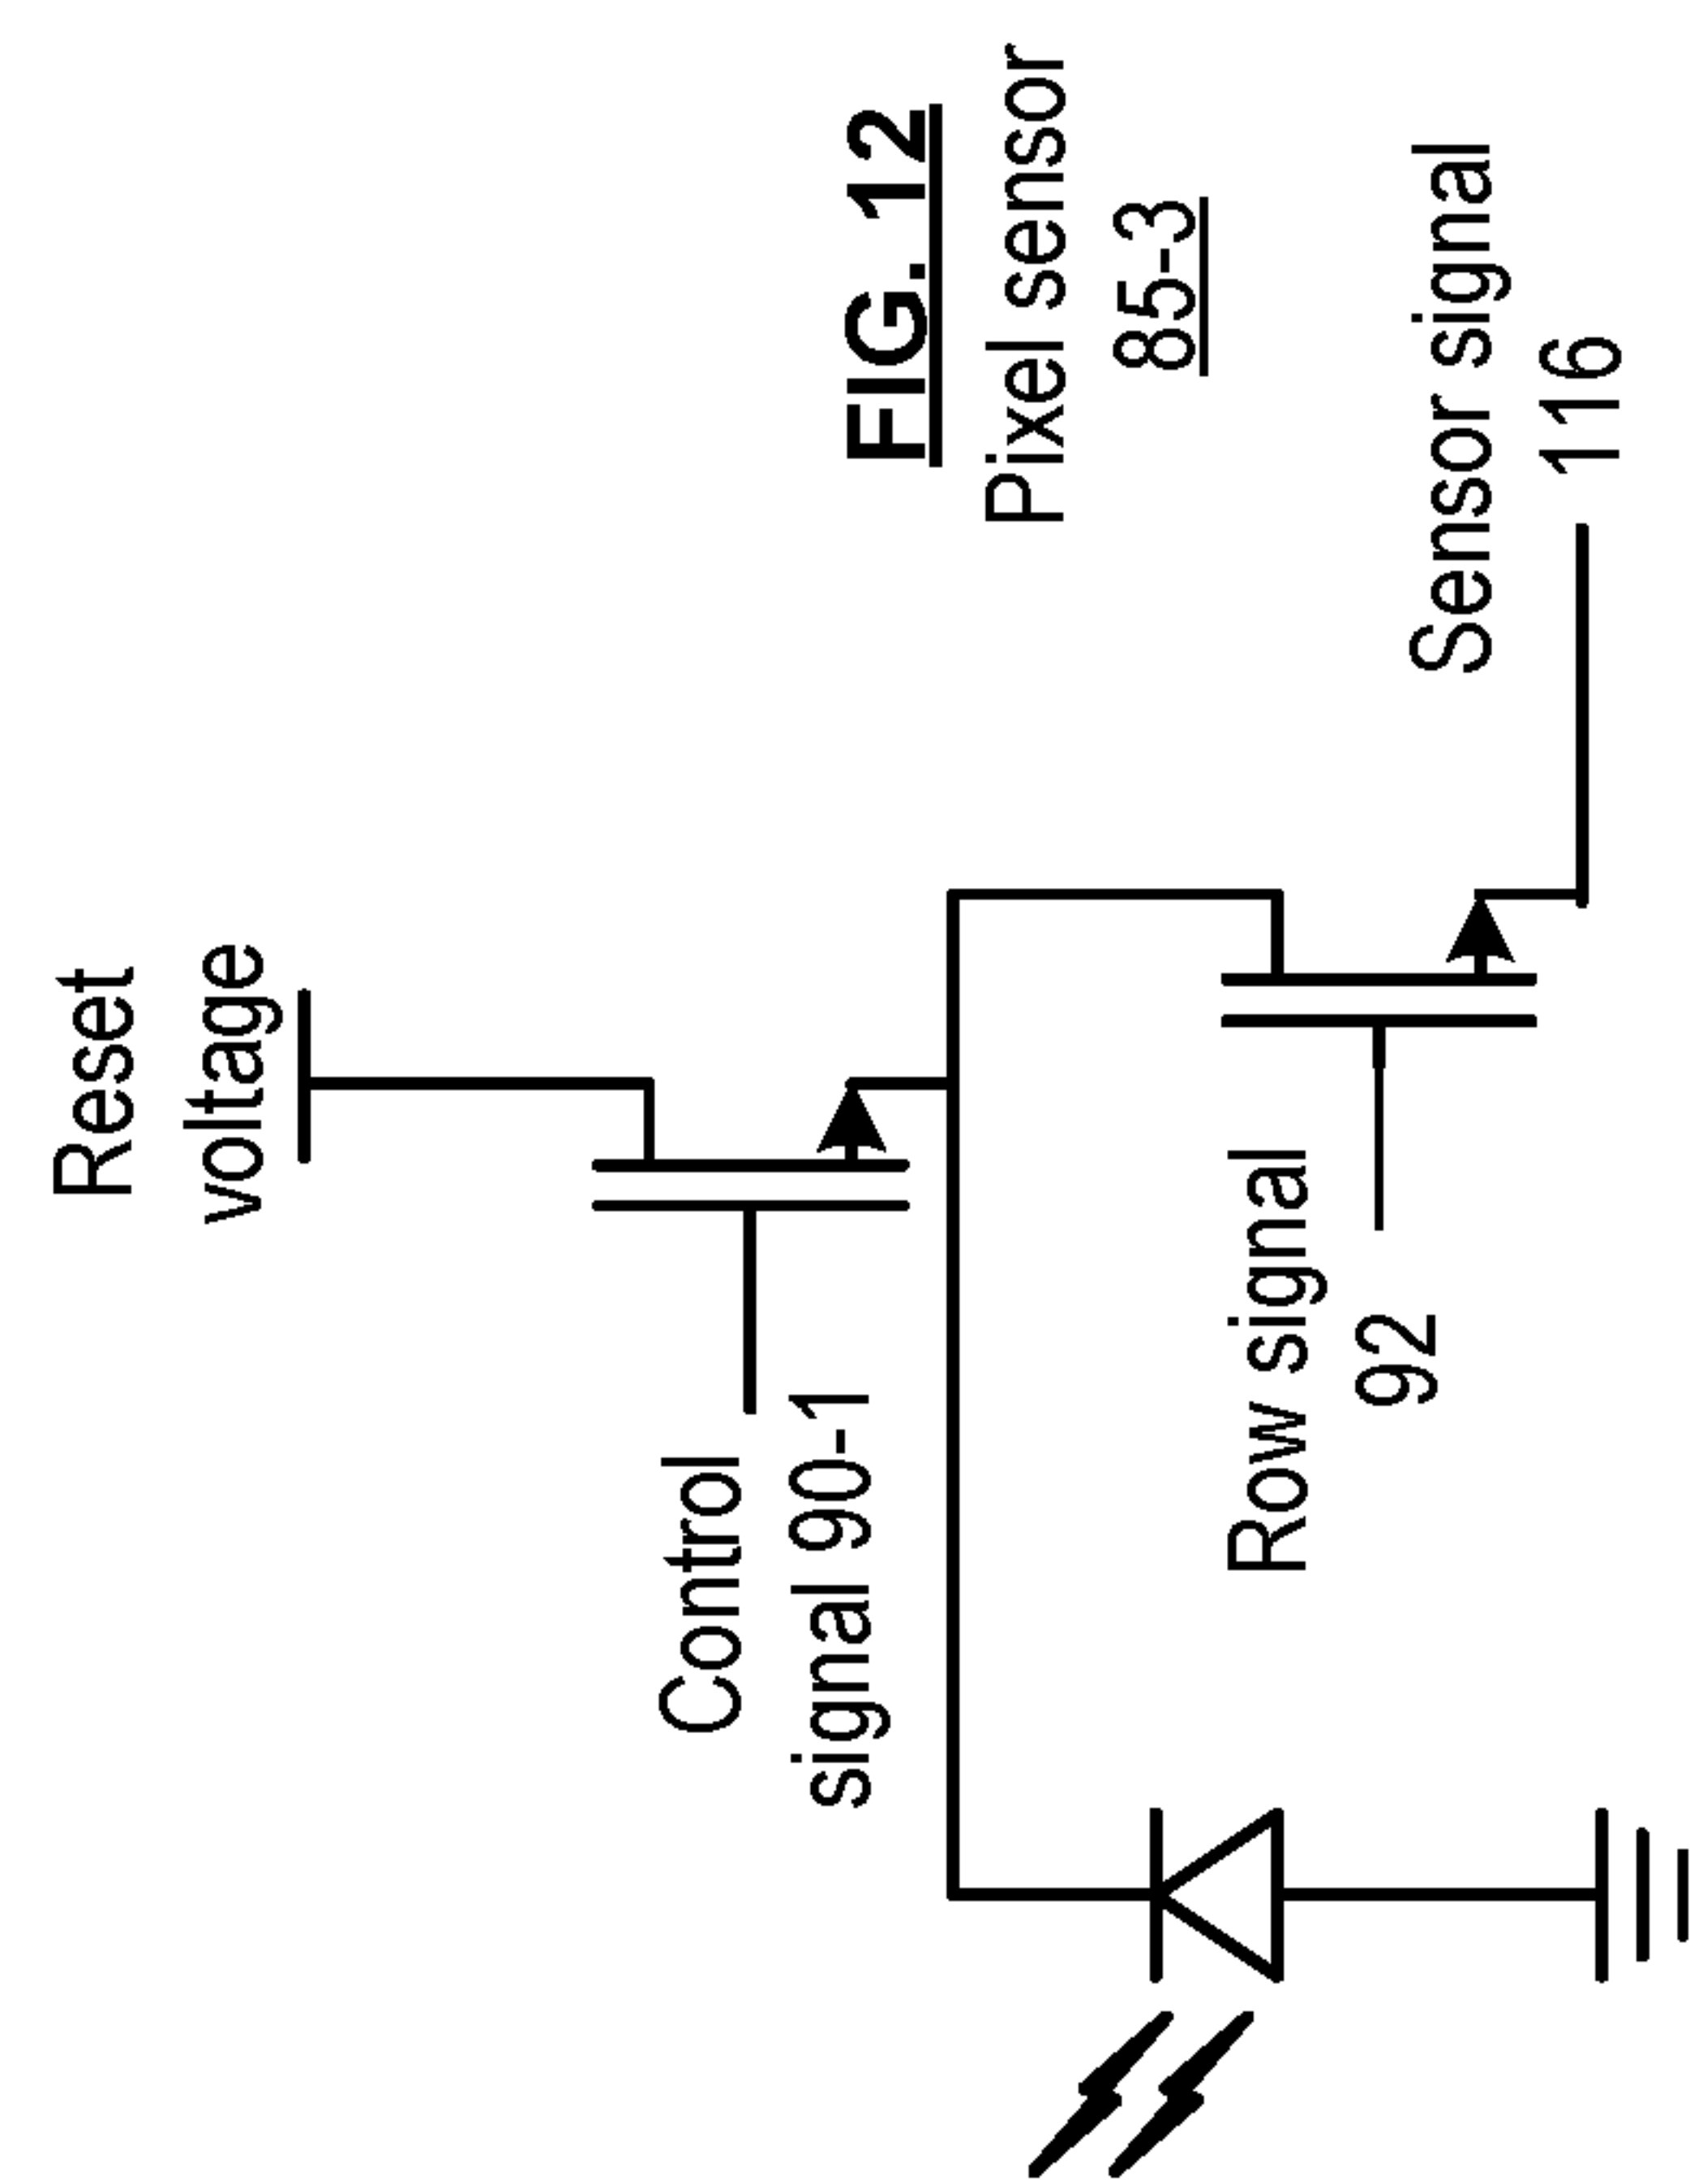 Reset
voltage
Control
signal 90-1
FIG. 12
Pixel sensor
85-3
Row signal
92
Sensor signal
116